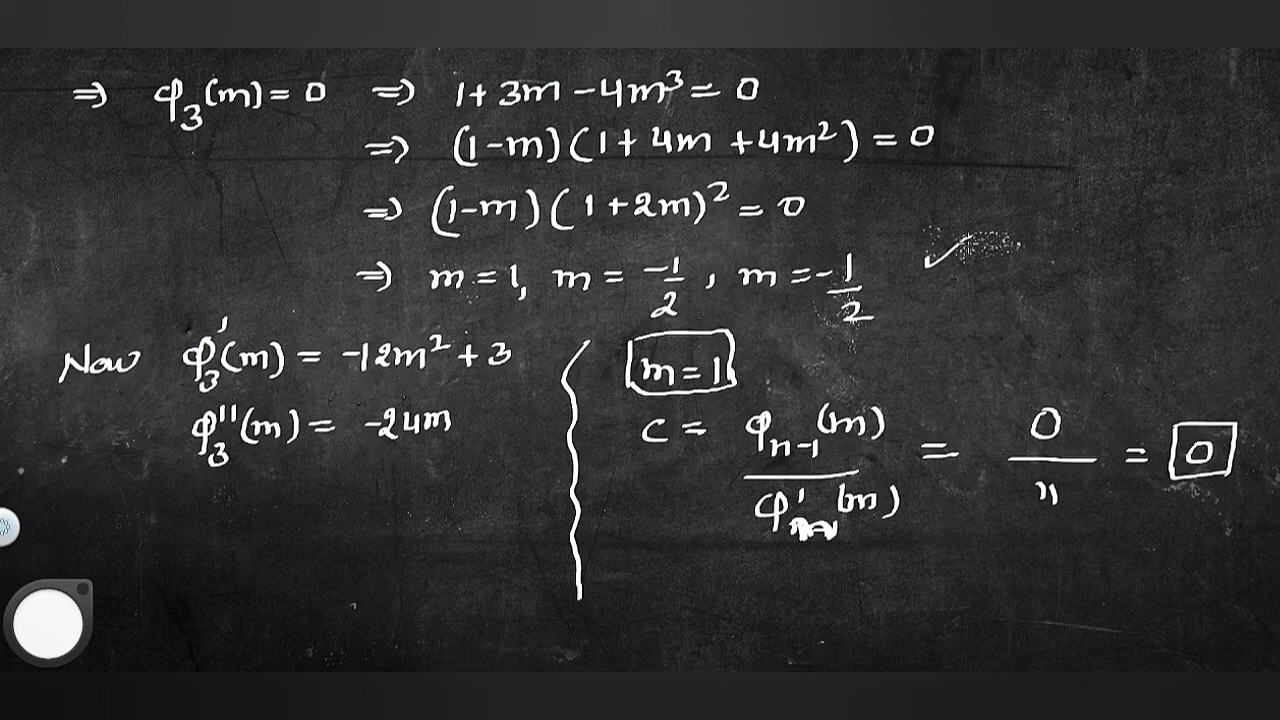 ⇒ φ₃(m) = 0 ⇒ 1 + 3m - 4m³ = 0
⇒ (1-m)(1 + 4m + 4m²) = 0
⇒ (1-m)(1+2m)² = 0
⇒ m = 1, m = -1/2, m = -1/2 ✓
Now φ₃'(m) = -12m² + 3
φ₃''(m) = -24m
m = 1
c = φₙ₋₁(m) / φ'(m) = 0 / " = 0